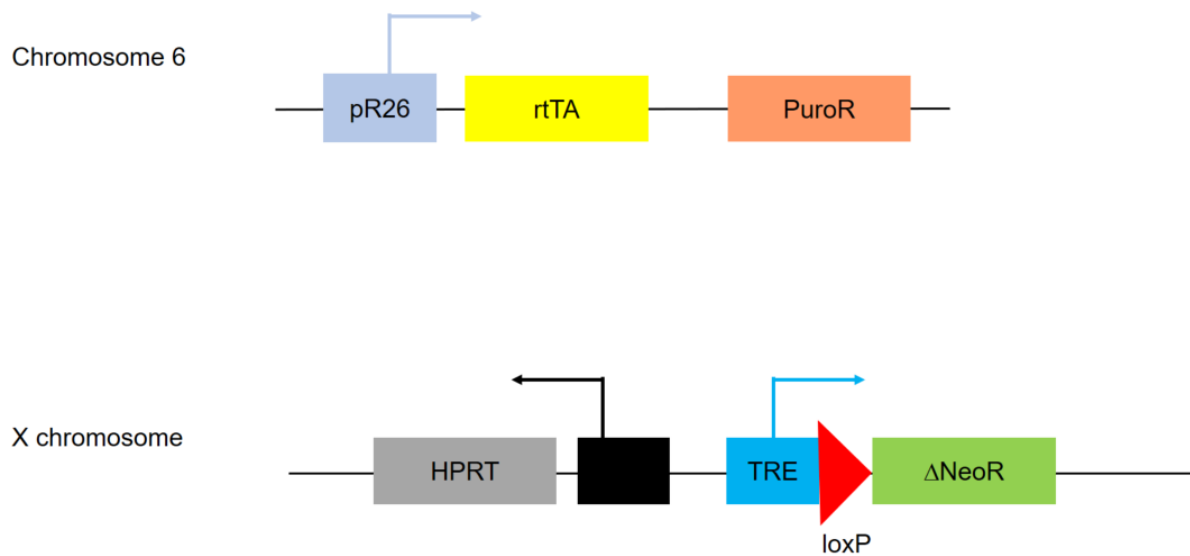 Chromosome 6
pR26
rtTA
PuroR
X chromosome
HPRT
TRE
ΔNeoR
loxP